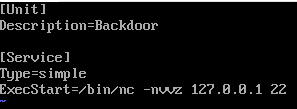 [Unit]
Description=Backdoor
[Service]
Type=simple
ExecStart=/bin/nc -nvvz 127.0.0.1 22
~